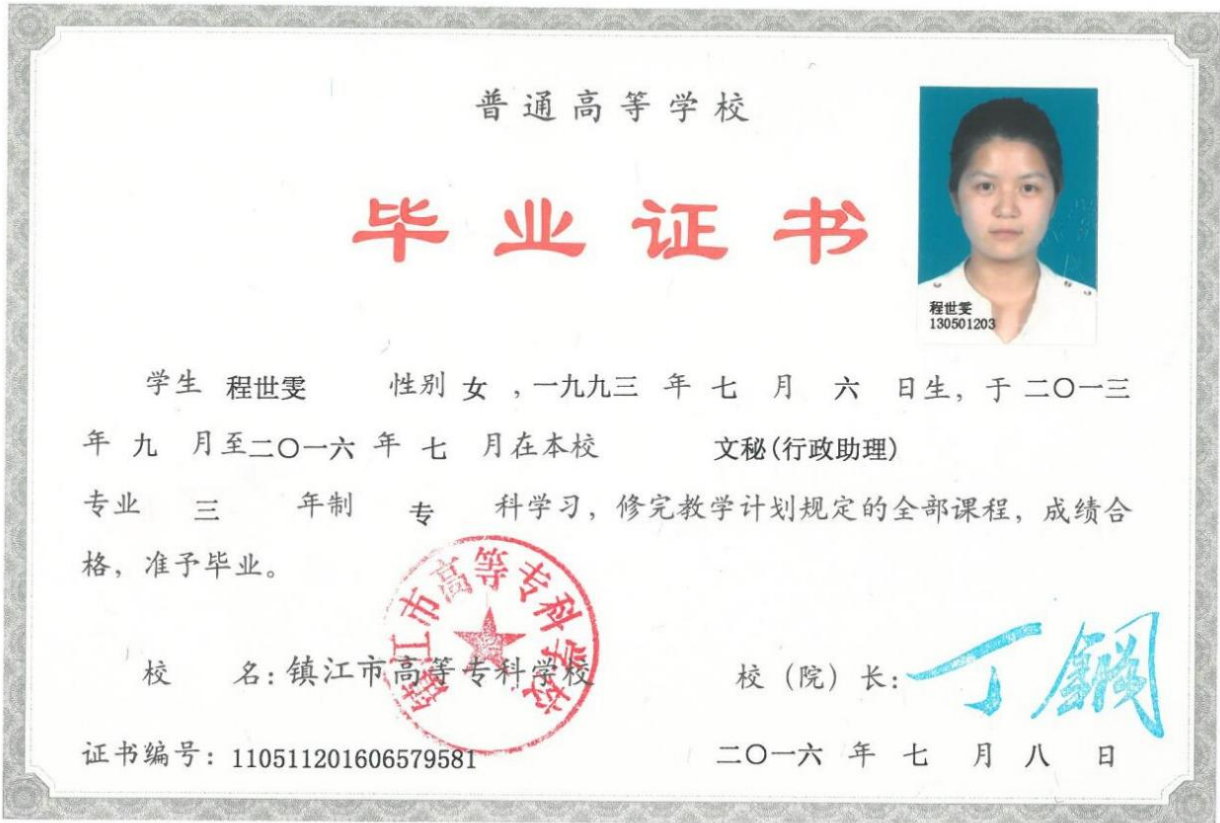 普通高等学校
毕业证书
程世雯
130501203
学生 程世雯 性别 女 ,一九九三 年 七 月 六 日生, 于 二〇一三
年 九 月至二〇一六 年 七 月在本校 文秘(行政助理)
专业 三 年制 专 科学习, 修完教学计划规定的全部课程, 成绩合
格, 准予毕业。
镇江市高等专科学校
校 名: 镇江市高等专科学校 校 (院) 长: 丁钢
证书编号: 110511201606579581 二〇一六 年 七 月 八 日